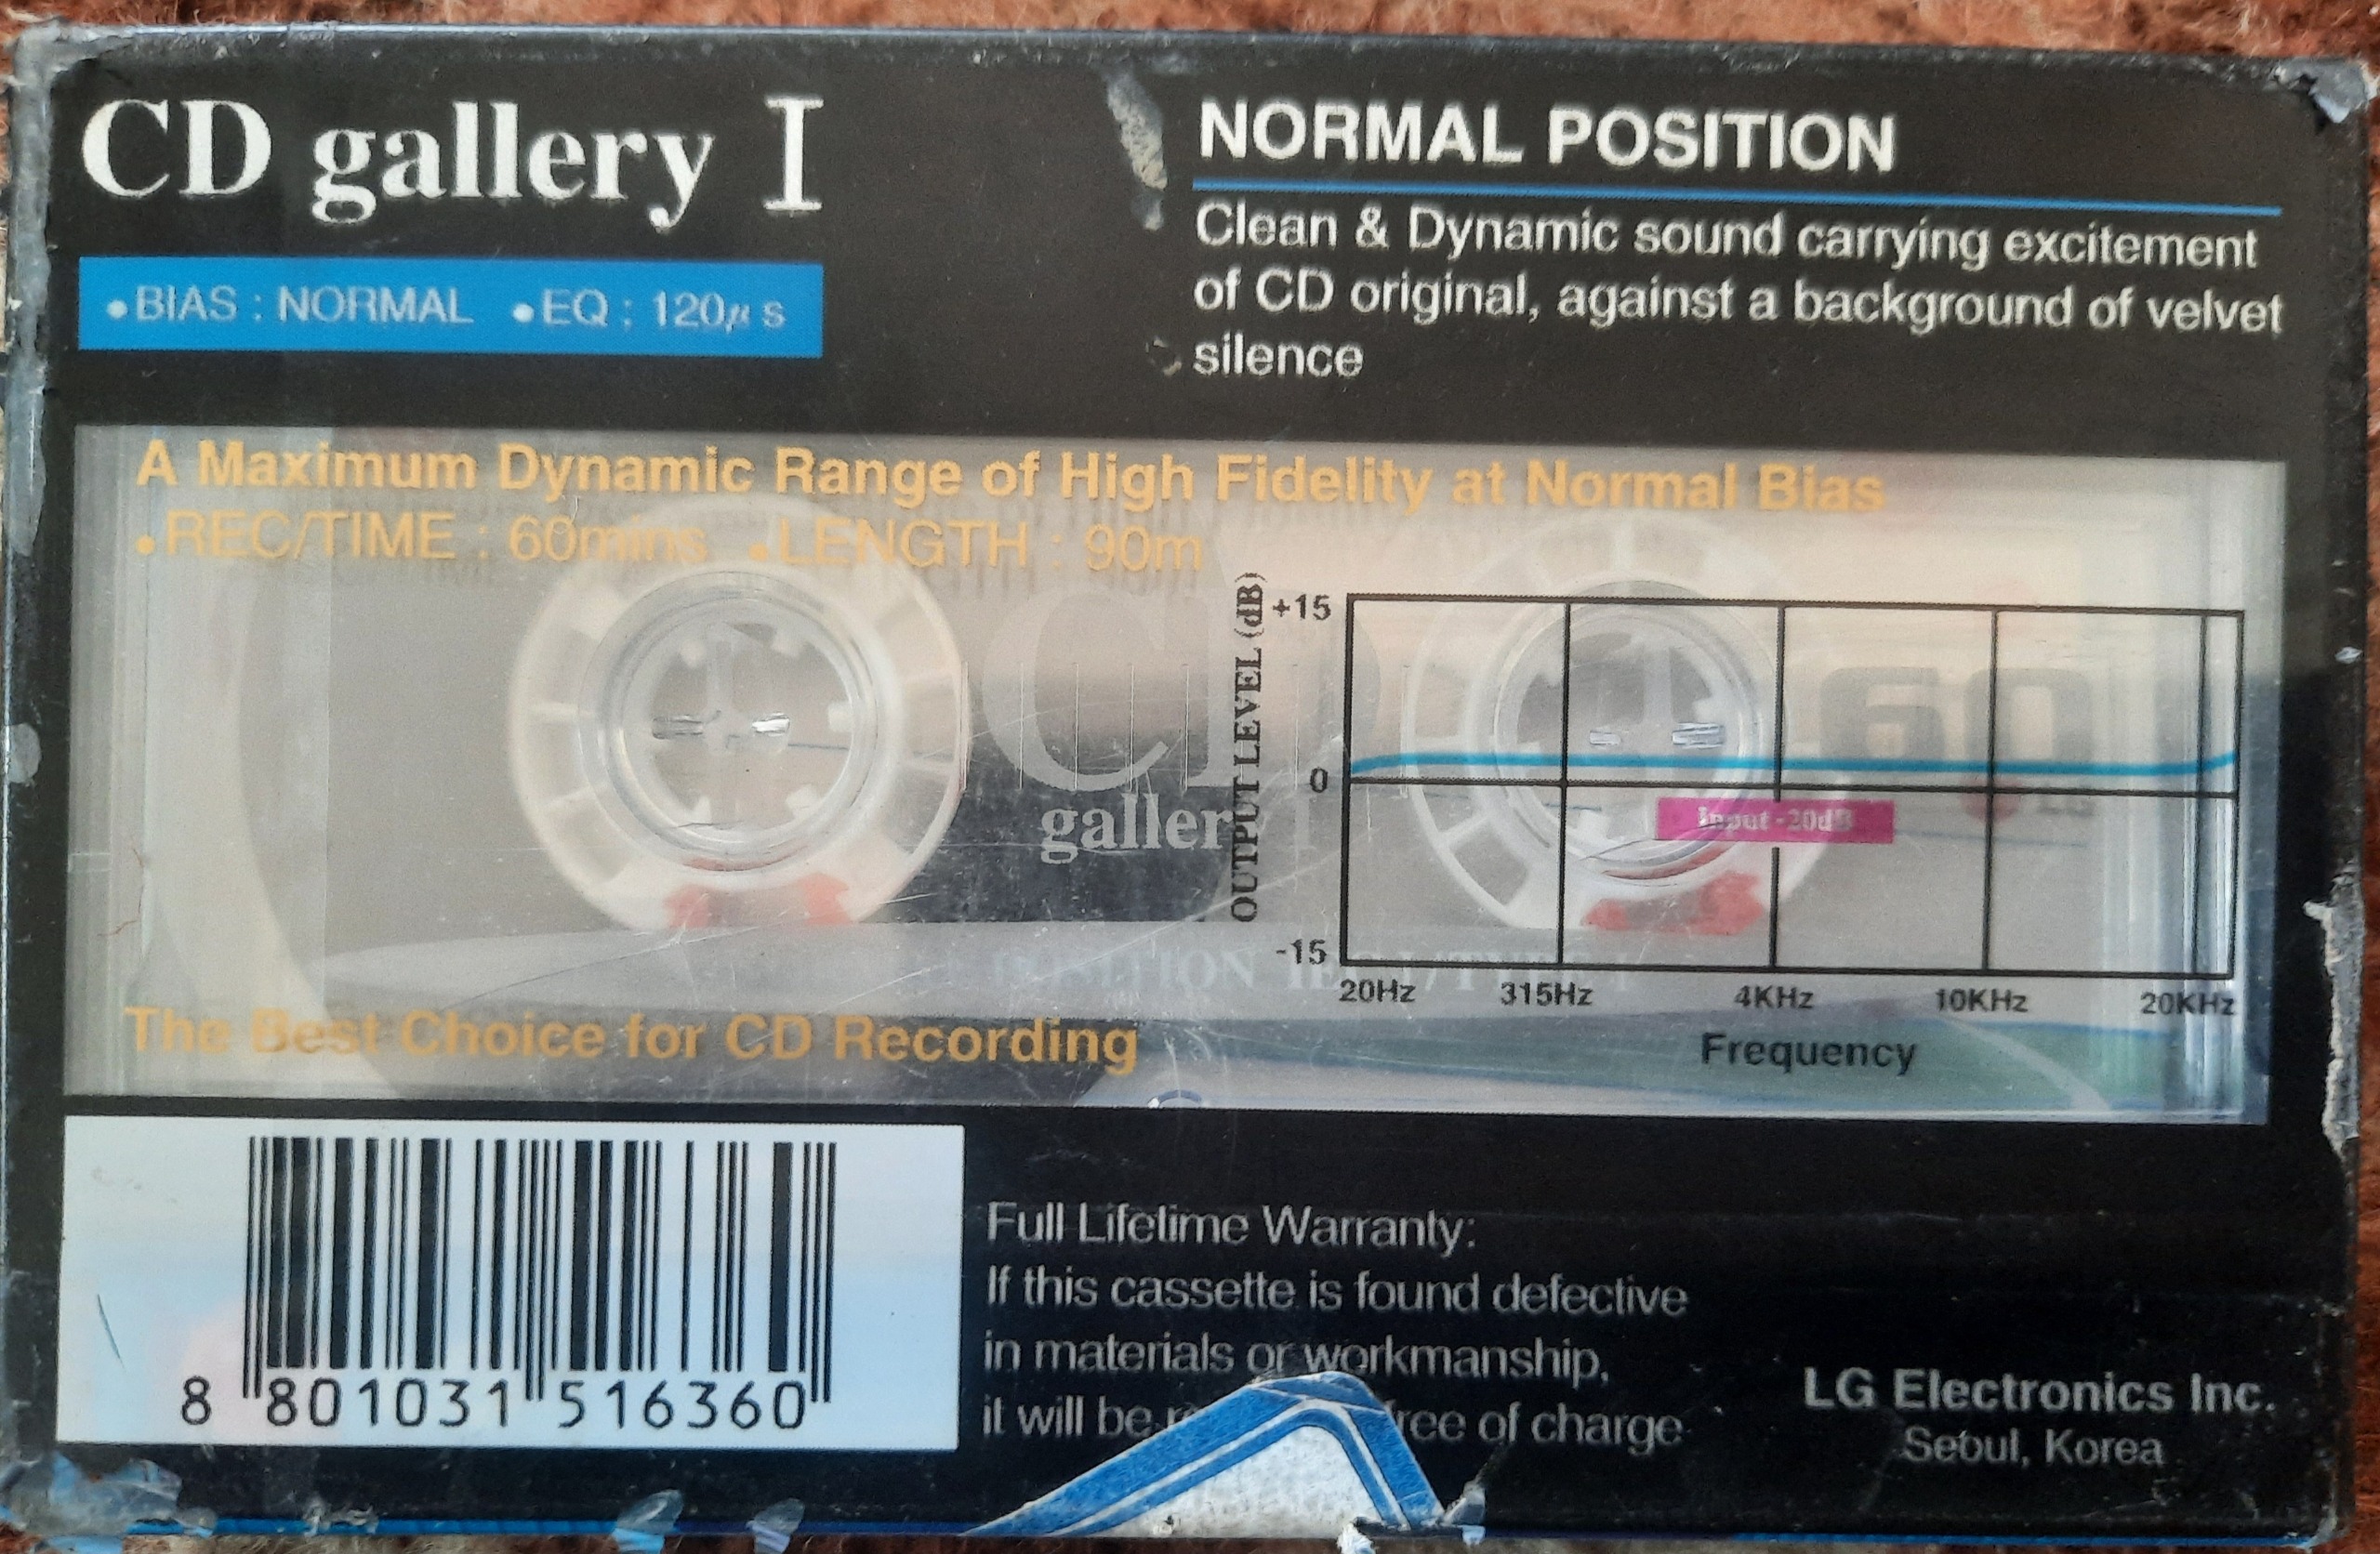 CD gallery I
•BIAS : NORMAL •EQ : 120μs
NORMAL POSITION
Clean & Dynamic sound carrying excitement
of CD original, against a background of velvet
silence
A Maximum Dynamic Range of High Fidelity at Normal Bias
•REC/TIME : 60mins •LENGTH : 90m
CD
gallery I
60
OUTPUT LEVEL (dB)
+15
0
-15
Input -20dB
20Hz 315Hz 4KHz 10KHz 20KHz
Frequency
The Best Choice for CD Recording
8 801031 516360
Full Lifetime Warranty:
If this cassette is found defective
in materials or workmanship,
it will be free of charge
LG Electronics Inc.
Seoul, Korea